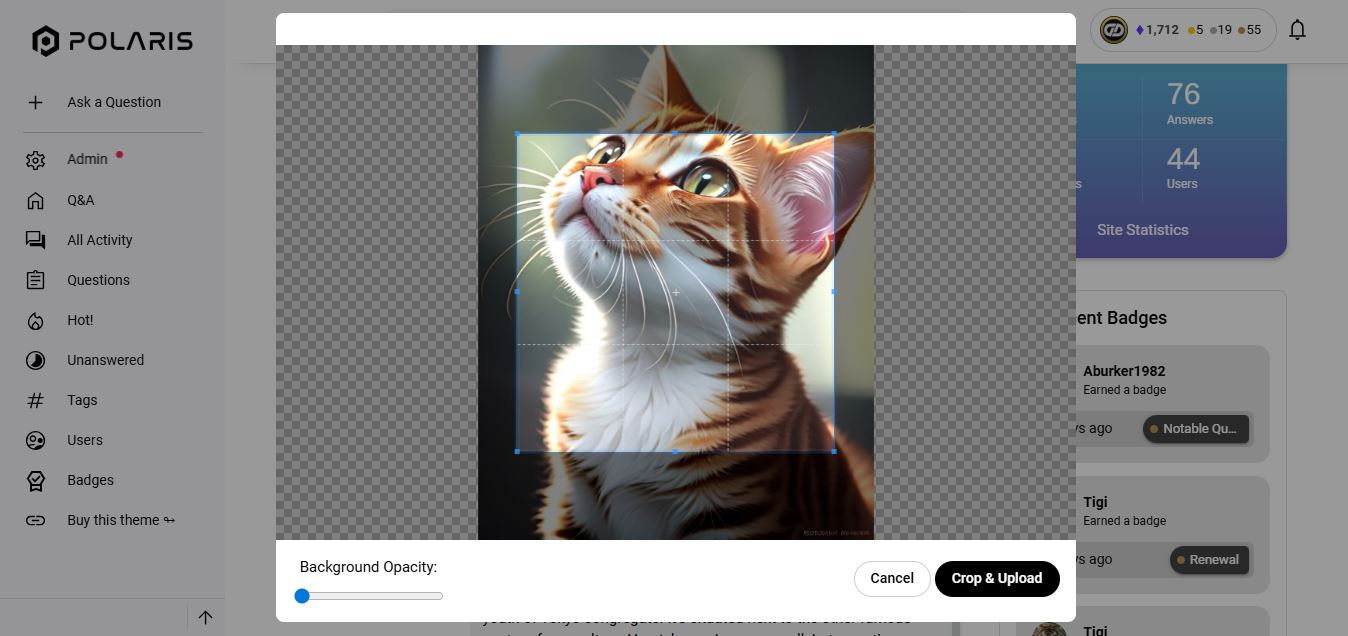 POLARIS
Ask a Question
Admin
Q&A
All Activity
Questions
Hot!
Unanswered
Tags
Users
Badges
Buy this theme ↬
1,712 5 19 55
76
Answers
44
Users
Site Statistics
ent Badges
Aburker1982
Earned a badge
ys ago
Notable Qu...
Tigi
Earned a badge
ys ago
Renewal
Tigi
Background Opacity:
Cancel
Crop & Upload